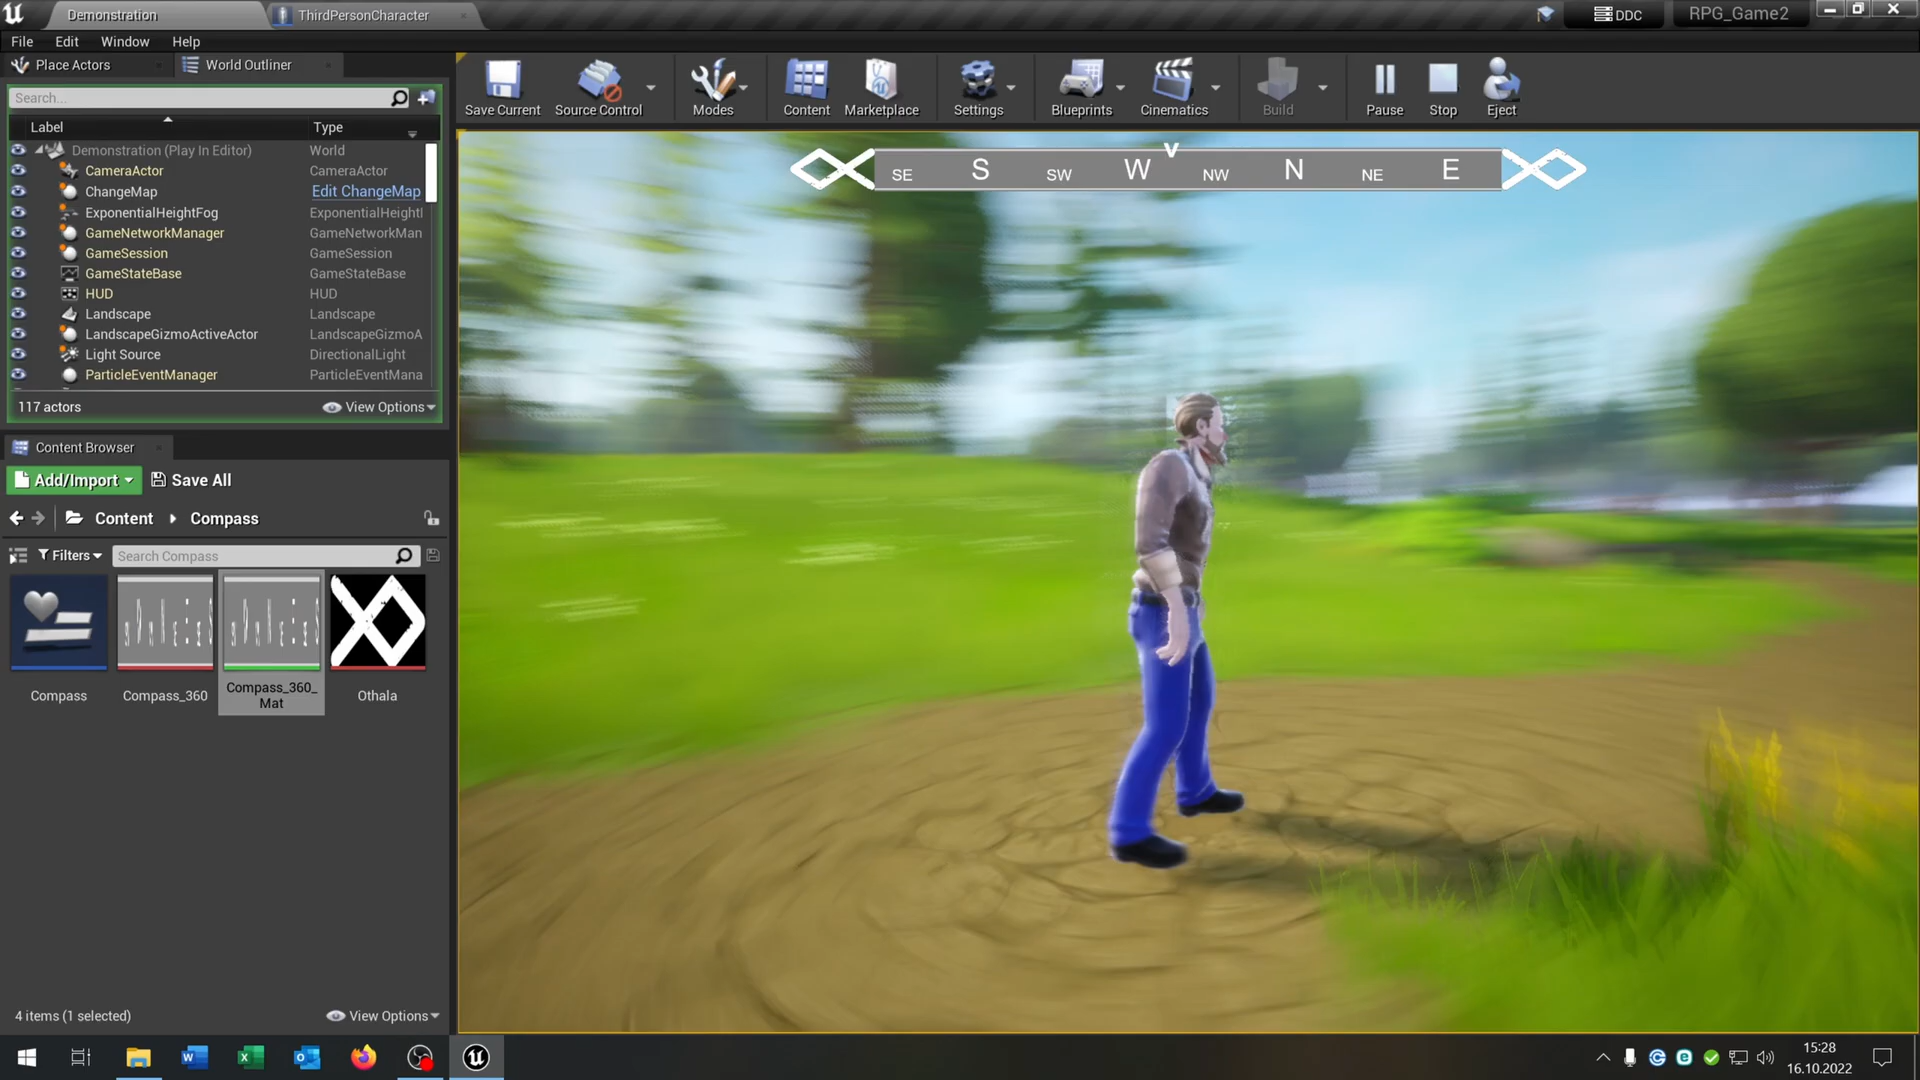 Demonstration
ThirdPersonCharacter
DDC
RPG_Game2
File Edit Window Help
Place Actors
World Outliner
Save Current
Source Control
Modes
Content
Marketplace
Settings
Blueprints
Cinematics
Build
Pause
Stop
Eject
Search...
Label Type
Demonstration (Play In Editor) World
CameraActor CameraActor
ChangeMap Edit ChangeMap
ExponentialHeightFog ExponentialHeightl
GameNetworkManager GameNetworkMan
GameSession GameSession
GameStateBase GameStateBase
HUD HUD
Landscape Landscape
LandscapeGizmoActiveActor LandscapeGizmoA
Light Source DirectionalLight
ParticleEventManager ParticleEventMana
117 actors View Options
V
SE S SW W NW N NE E
Content Browser
Add/Import Save All
Content Compass
Filters Search Compass
Compass
Compass_360
Compass_360_
Mat
Othala
4 items (1 selected) View Options
15:28
16.10.2022